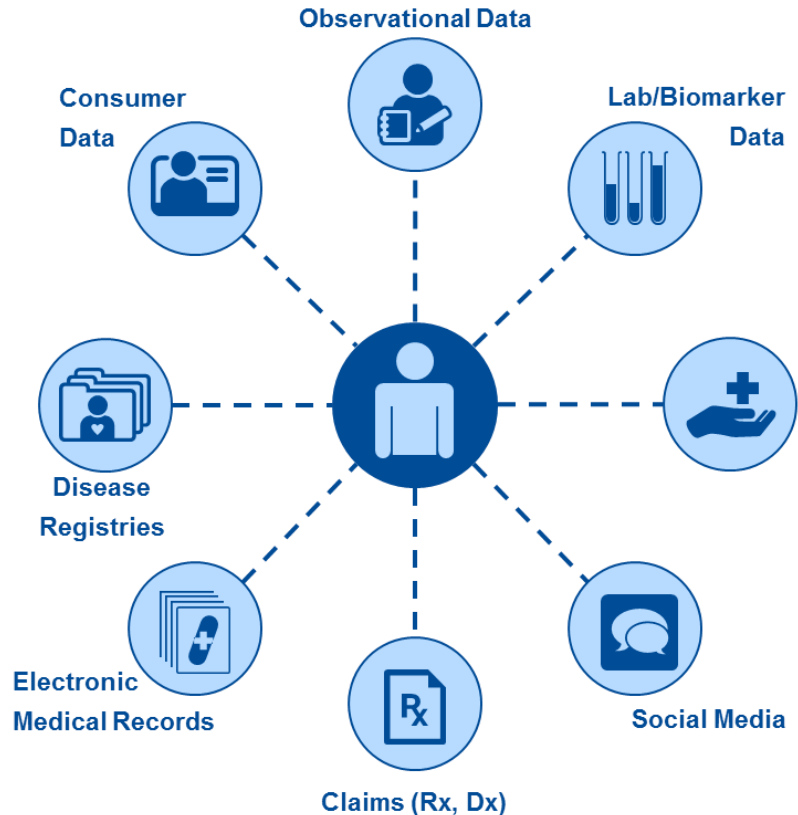 Observational Data
Consumer
Data
Lab/Biomarker
Data
Disease
Registries
Electronic
Medical Records
Rx
Social Media
Claims (Rx, Dx)